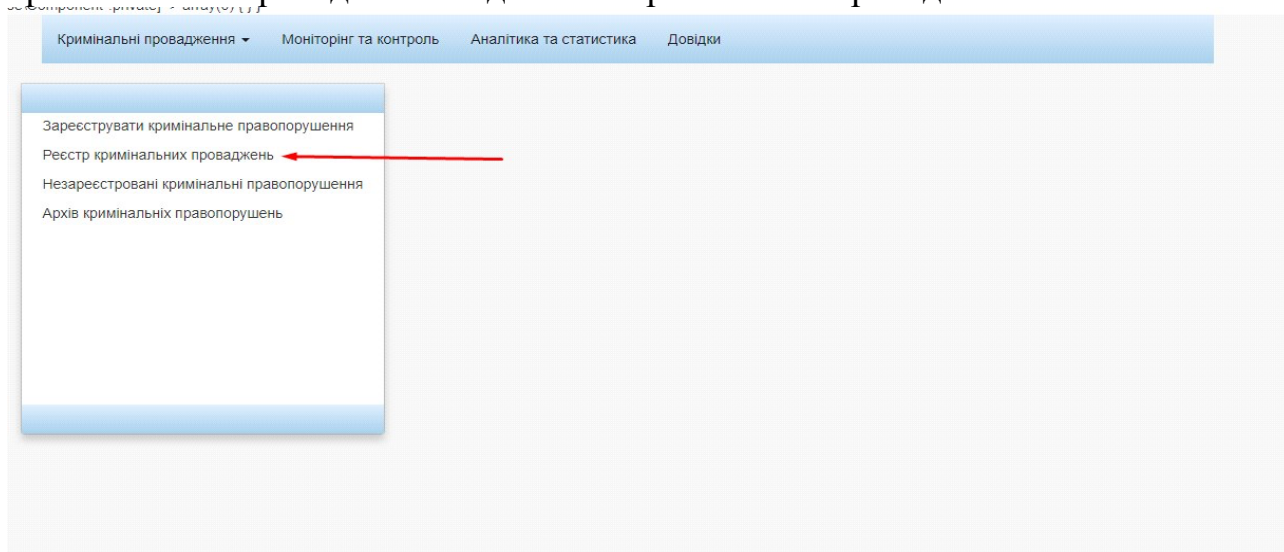 Кримінальні провадження Моніторінг та контроль Аналітика та статистика Довідки
Зареєструвати кримінальне правопорушення
Реєстр кримінальних проваджень
Незареєстровані кримінальні правопорушення
Архів кримінальніх правопорушень